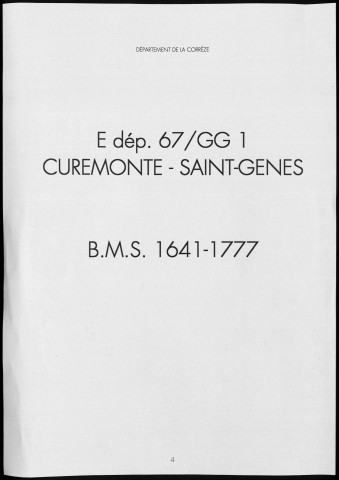 DÉPARTEMENT DE LA CORRÈZE
E dép. 67/GG 1
CUREMONTE - SAINT-GENES
B.M.S. 1641-1777
4